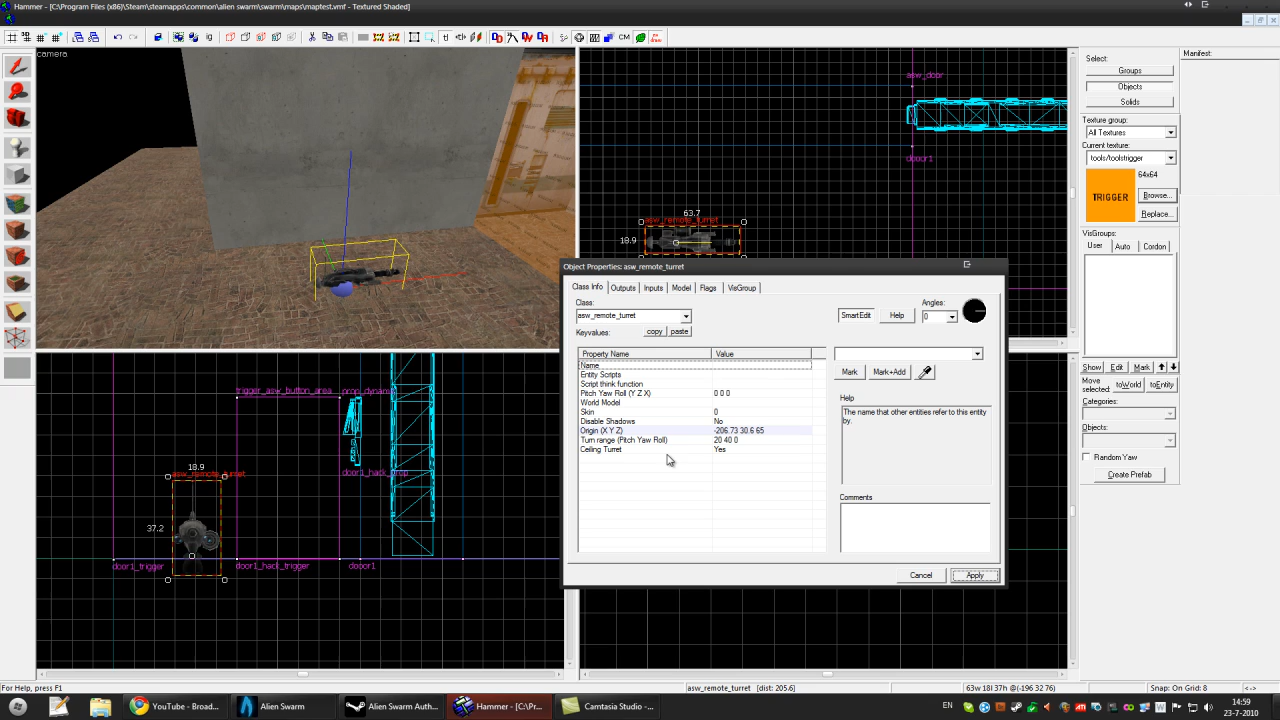 Hammer - [C:\Program Files (x86)\Steam\steamapps\common\alien swarm\swarm\maps\maptest.vmf - Textured Shaded]
CM
camera
asw_door
door1
63.7
asw_remote_turret
18.9
Select:
Groups
Objects
Solids
Texture group:
All Textures
Current texture:
tools/toolstrigger
64x64
TRIGGER
Browse...
Replace...
VisGroups:
User
Auto
Cordon
Show
Edit
Mark
Move
selected:
toWorld
toEntity
Categories:
Objects:
Random Yaw
Create Prefab
Manifest:
Object Properties: asw_remote_turret
Class Info
Outputs
Inputs
Model
Flags
VisGroup
Class:
asw_remote_turret
SmartEdit
Help
Angles:
0
Keyvalues:
copy
paste
Property Name
Value
Name
Entity Scripts
Script think function
Pitch Yaw Roll (Y Z X)
0 0 0
World Model
Skin
0
Disable Shadows
No
Origin (X Y Z)
-206.73 30.6 65
Turn range (Pitch Yaw Roll)
20 40 0
Ceiling Turret
Yes
Mark
Mark+Add
Help
The name that other entities refer to this entity
by.
Comments
Cancel
Apply
trigger_asw_button_area
prop_dynamic
18.9
asw_remote_turret
door1_hack_prop
37.2
door1_trigger
door1_hack_trigger
door1
For Help, press F1
asw_remote_turret [dist: 205.6]
63w 18l 37h @(-196 32 76)
Snap: On Grid: 8
<->
YouTube - Broad...
Alien Swarm
Alien Swarm Auth...
Hammer - [C:\Pr...
Camtasia Studio -...
EN
14:59
23-7-2010